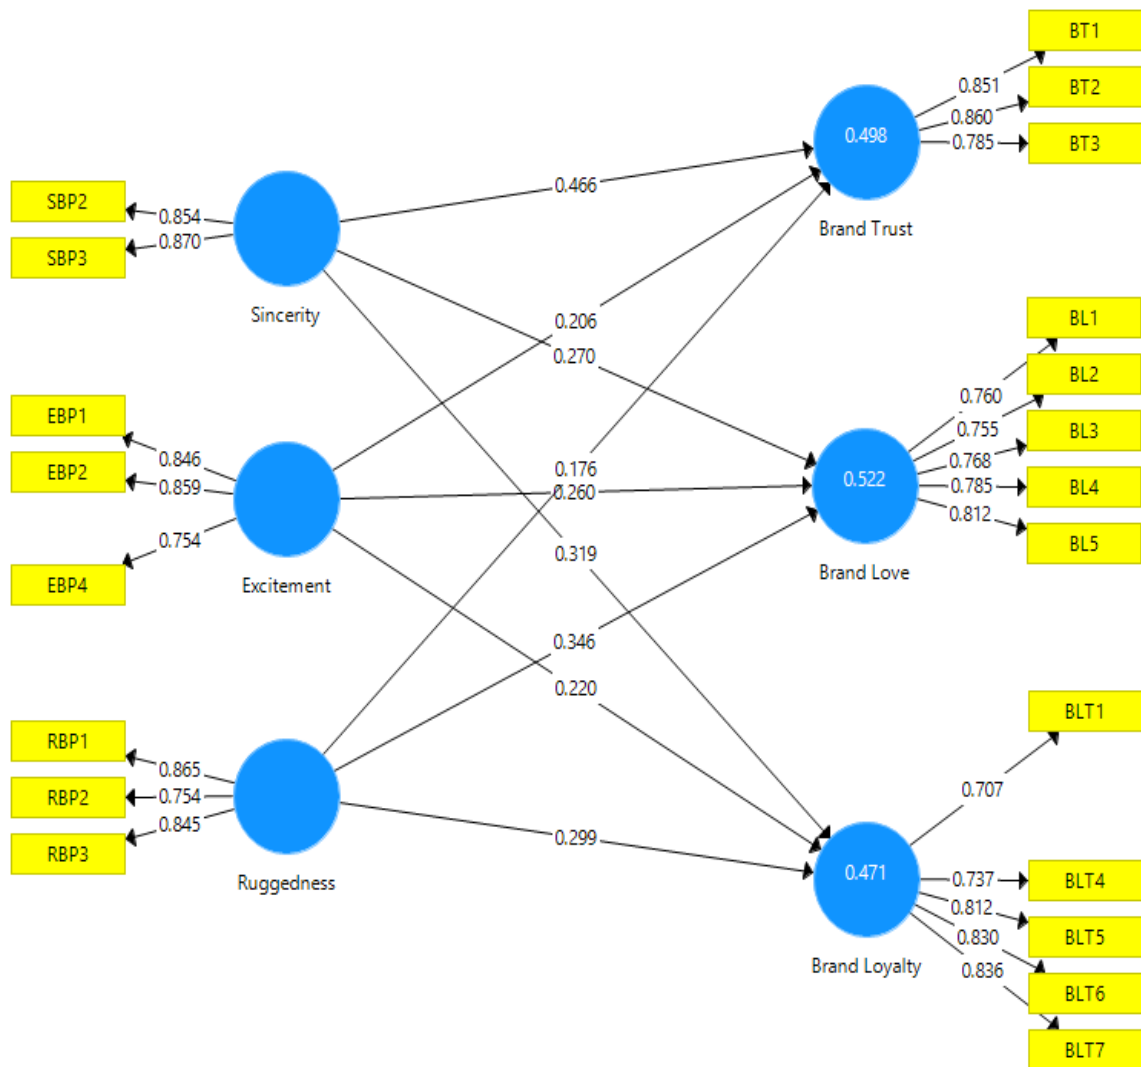 BT1
0.851
BT2
0.860
0.498
BT3
0.785
0.466
SBP2
0.854
Brand Trust
SBP3
0.870
Sincerity
BL1
0.206
0.270
BL2
0.760
EBP1
0.755
BL3
0.846
0.768
EBP2
0.176
0.859
0.260
0.522
BL4
0.785
0.812
EBP4
0.754
0.319
BL5
Excitement
Brand Love
0.346
0.220
BLT1
RBP1
0.865
0.707
RBP2
0.754
RBP3
0.845
0.299
0.471
BLT4
0.737
Ruggedness
0.812
BLT5
0.830
Brand Loyalty
0.836
BLT6
BLT7